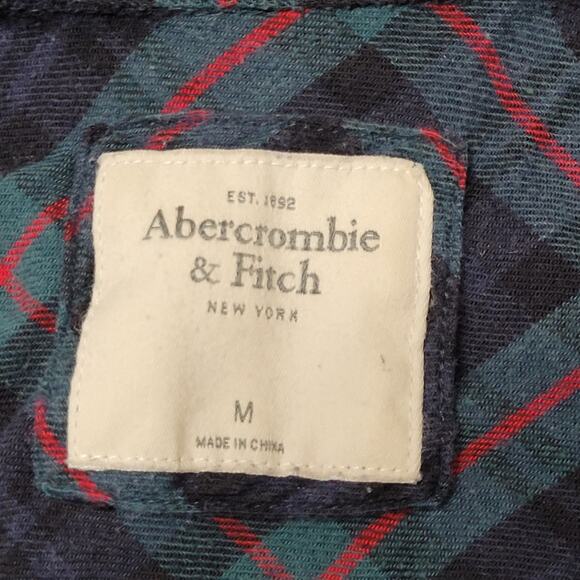 EST. 1892
Abercrombie
& Fitch
NEW YORK
M
MADE IN CHINA